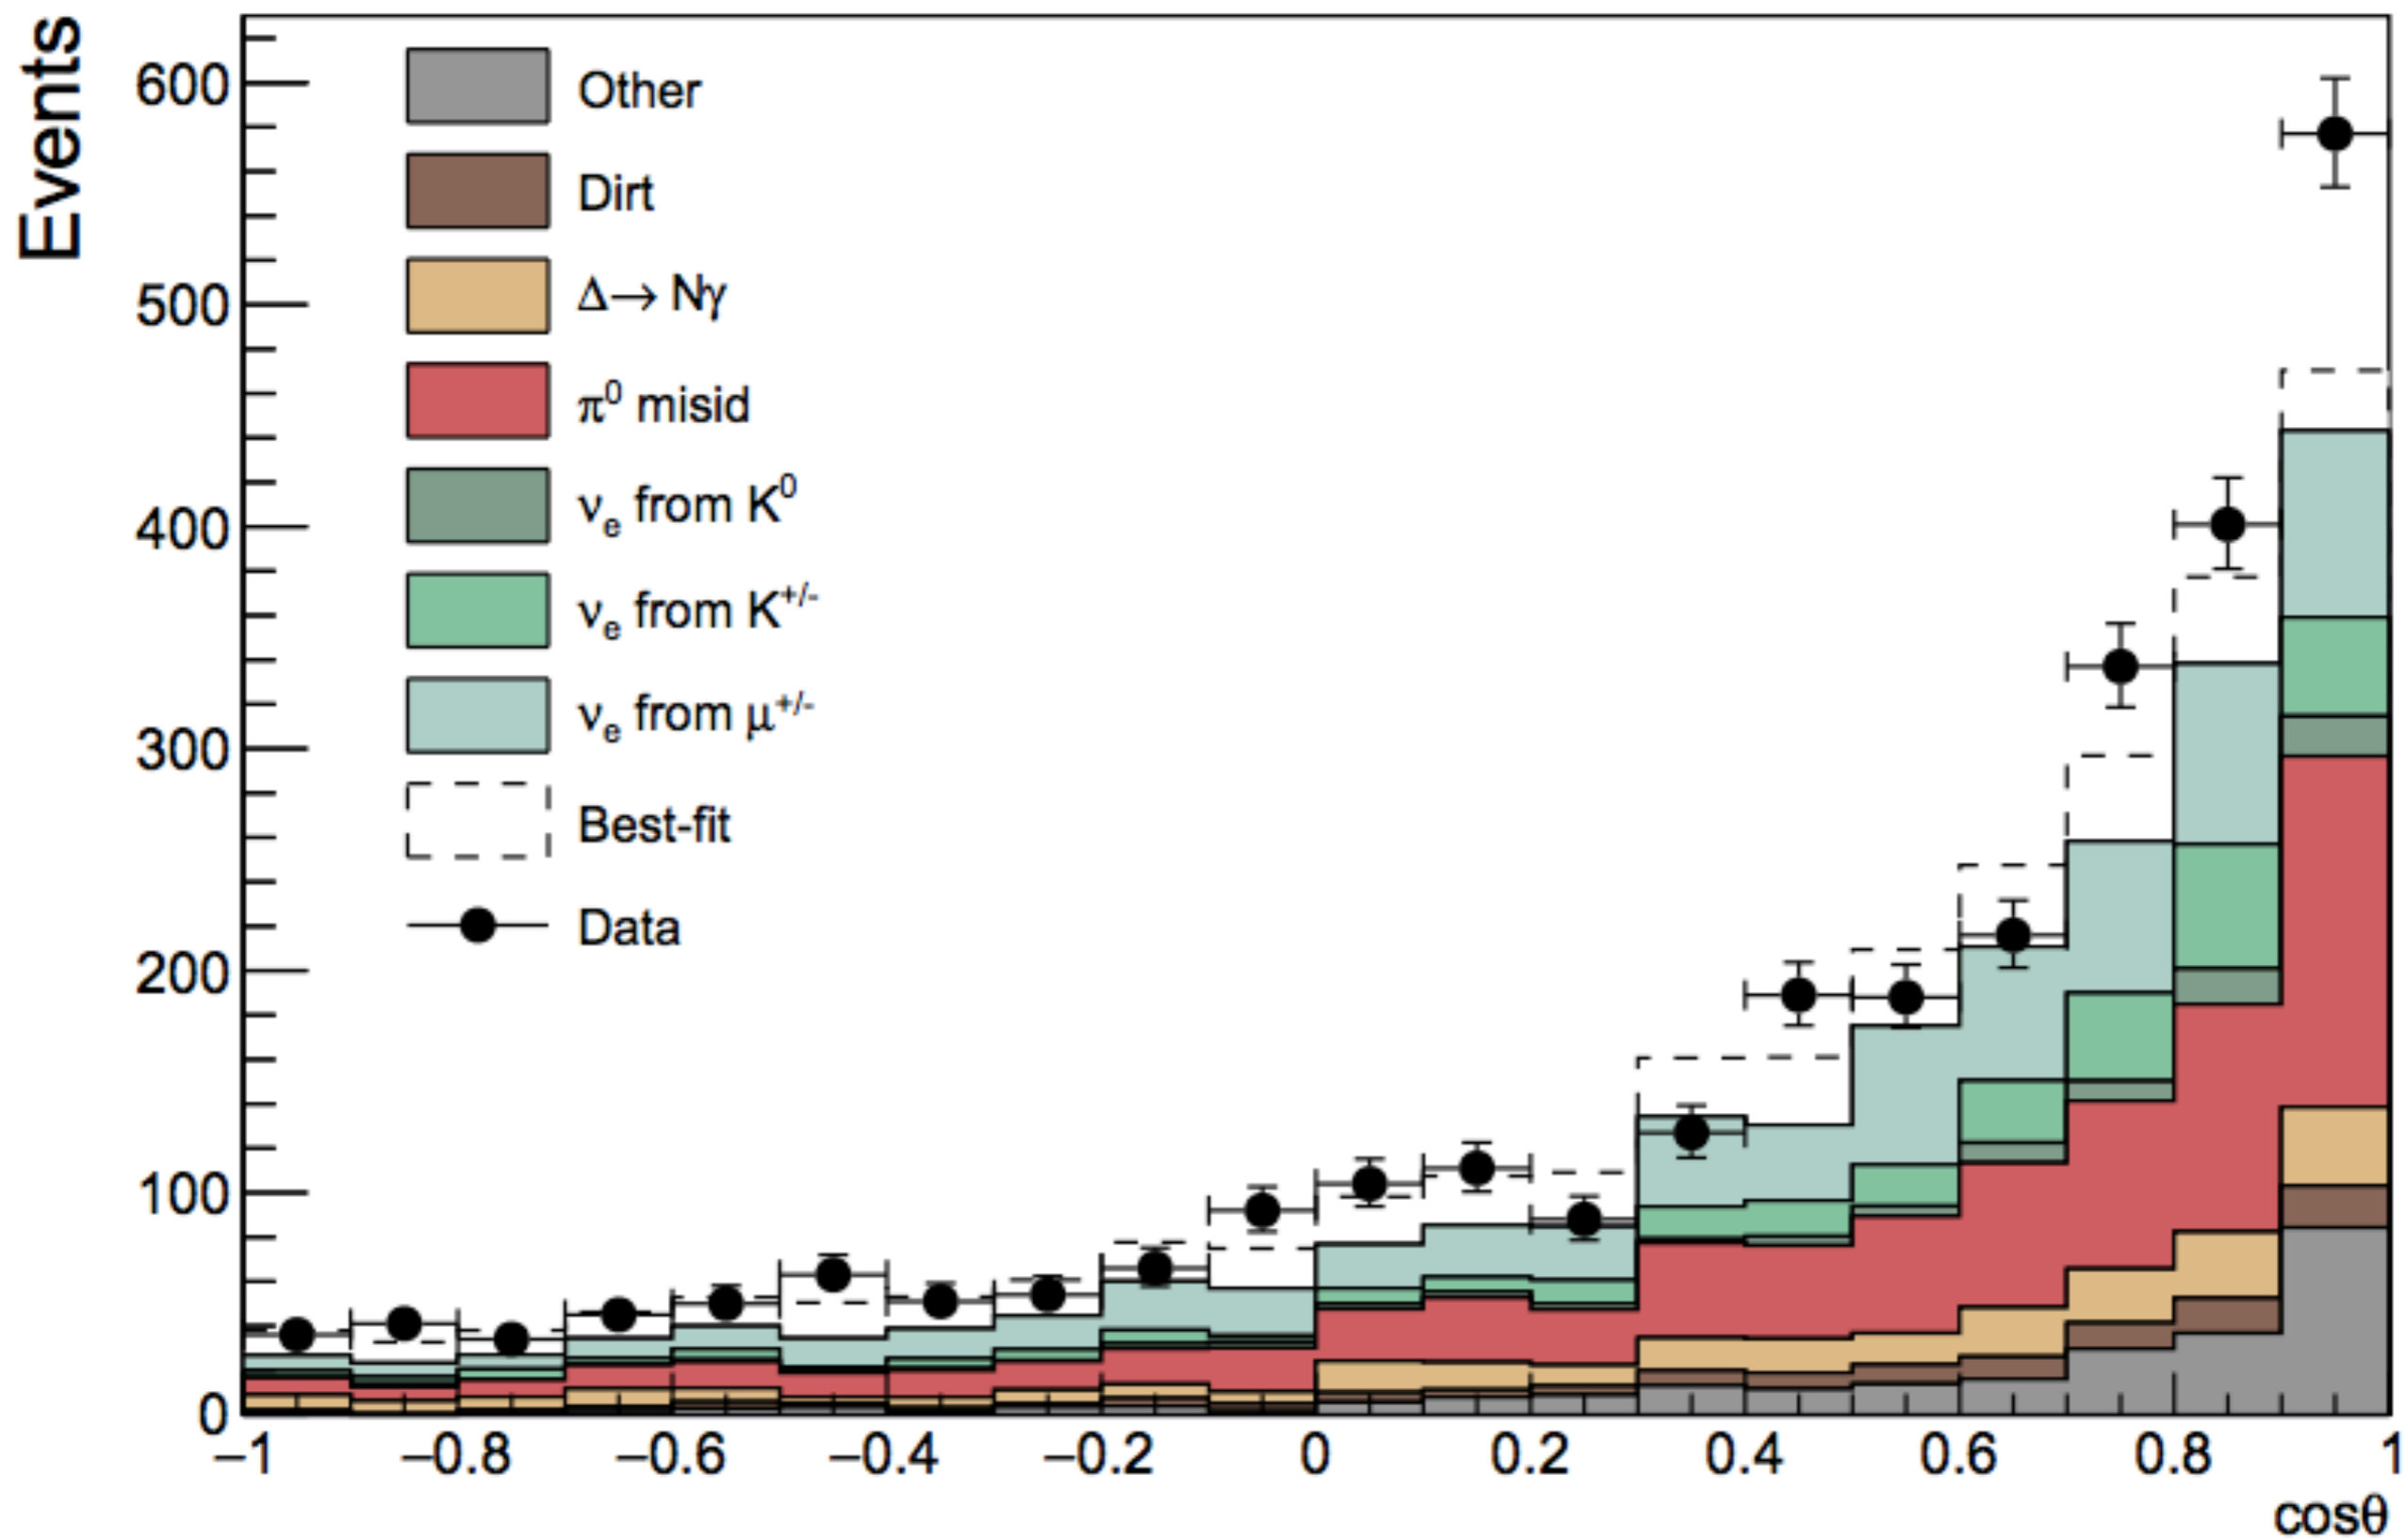 Events
600
500
400
300
200
100
0
Other
Dirt
Δ→ Nγ
π⁰ misid
νₑ from K⁰
νₑ from K⁺/⁻
νₑ from μ⁺/⁻
Best-fit
Data
−1 −0.8 −0.6 −0.4 −0.2 0 0.2 0.4 0.6 0.8 1
cosθ